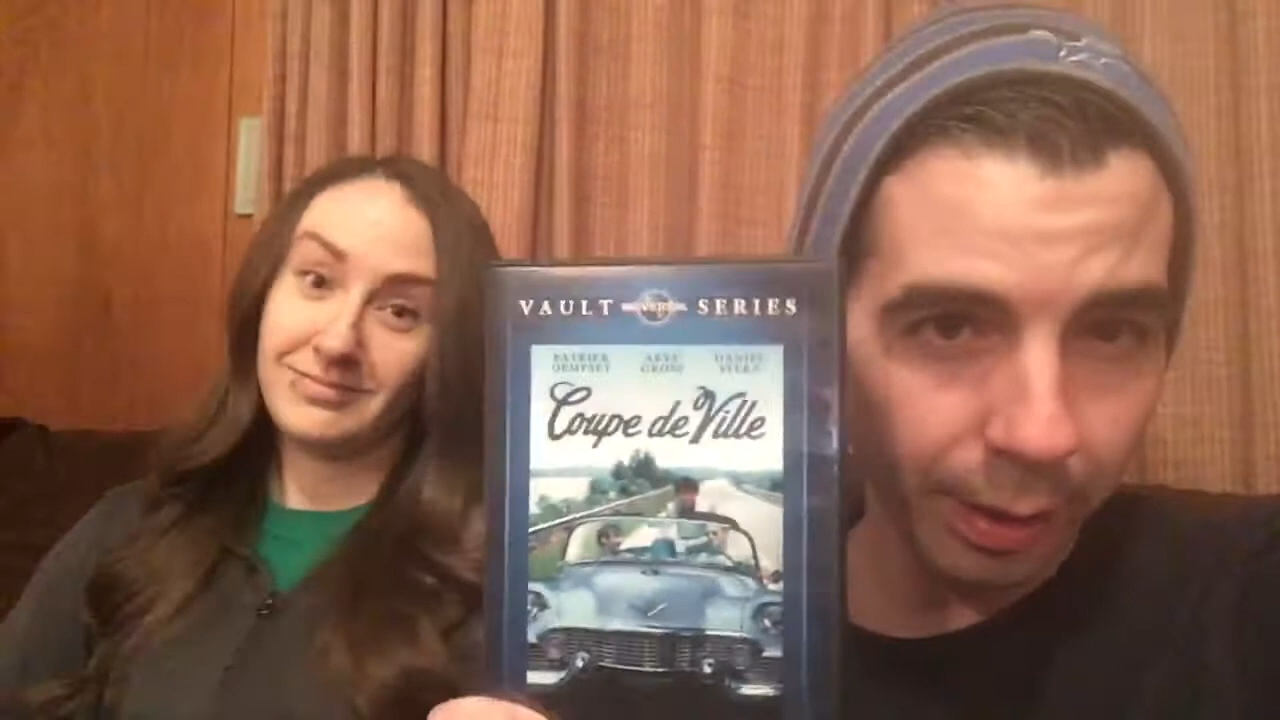 VAULT SERIES
PATRICK ARYE DANIEL
DEMPSEY GROSS STERN
Coupe de Ville